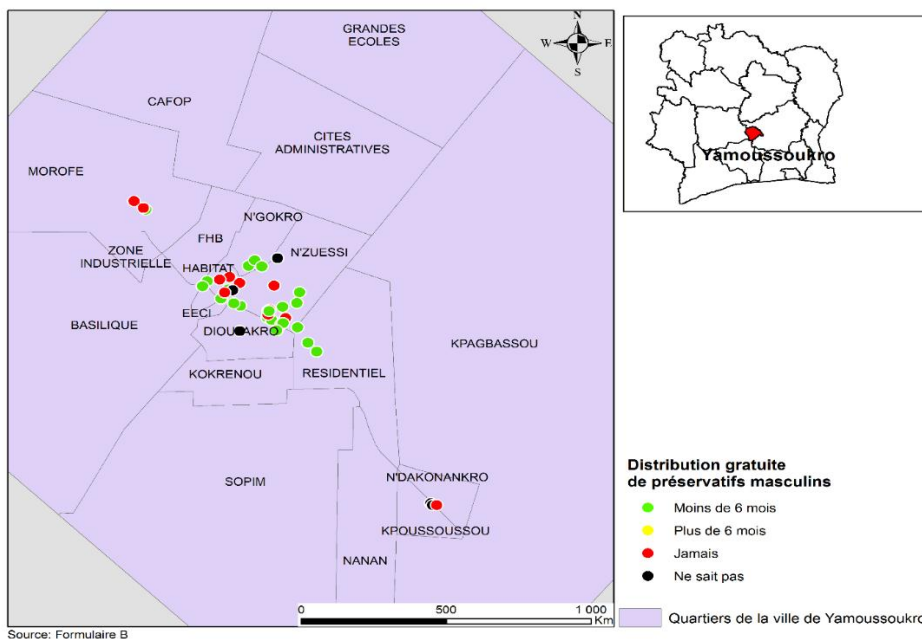 GRANDES
ECOLES
N
W E
S
CAFOP
CITES
ADMINISTRATIVES
MOROFE
N'GOKRO
FHB
N'ZUESSI
ZONE
INDUSTRIELLE
HABITAT
BASILIQUE
EECI
DIOULAKRO
KPAGBASSOU
KOKRENOU
RESIDENTIEL
SOPIM
N'DAKONANKRO
KPOUSSOUSSOU
NANAN
0 500 1 000
Km
Source: Formulaire B
Yamoussoukro
Distribution gratuite
de préservatifs masculins
Moins de 6 mois
Plus de 6 mois
Jamais
Ne sait pas
Quartiers de la ville de Yamoussoukro